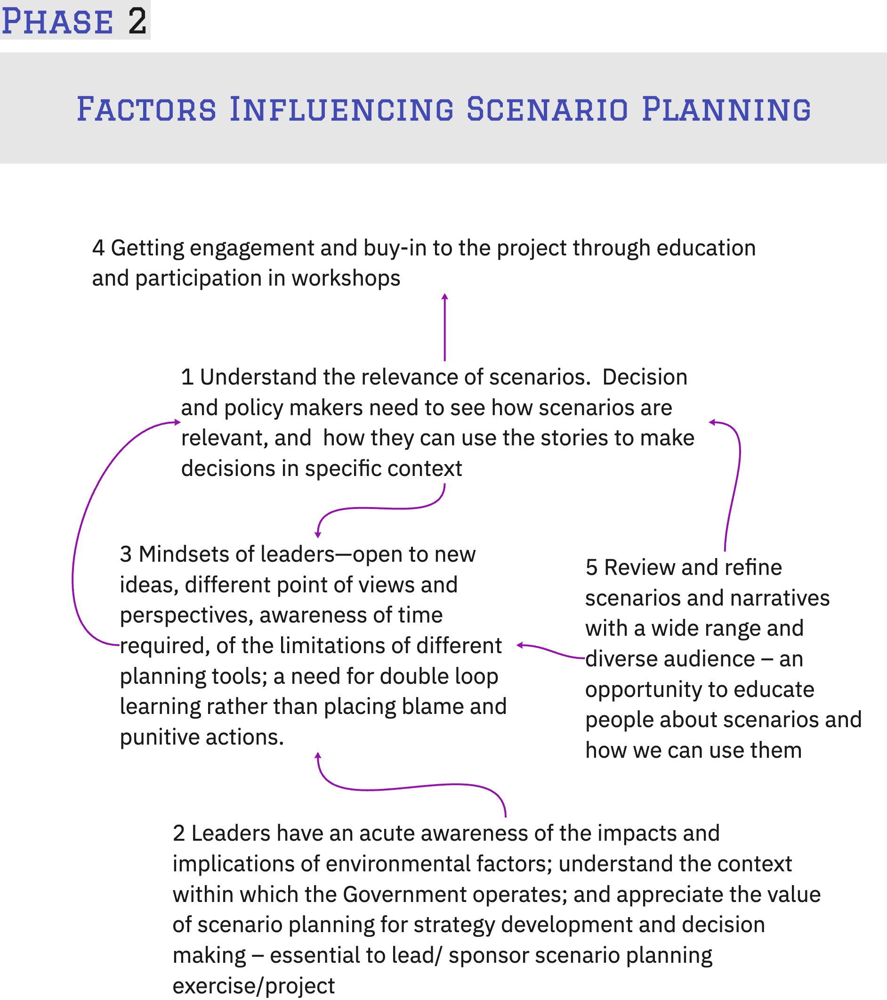 Phase 2
Factors Influencing Scenario Planning
4 Getting engagement and buy-in to the project through education
and participation in workshops
1 Understand the relevance of scenarios.  Decision
and policy makers need to see how scenarios are
relevant, and  how they can use the stories to make
decisions in specific context
3 Mindsets of leaders—open to new
ideas, different point of views and
perspectives, awareness of time
required, of the limitations of different
planning tools; a need for double loop
learning rather than placing blame and
punitive actions.
5 Review and refine
scenarios and narratives
with a wide range and
diverse audience – an
opportunity to educate
people about scenarios and
how we can use them
2 Leaders have an acute awareness of the impacts and
implications of environmental factors; understand the context
within which the Government operates; and appreciate the value
of scenario planning for strategy development and decision
making – essential to lead/ sponsor scenario planning
exercise/project